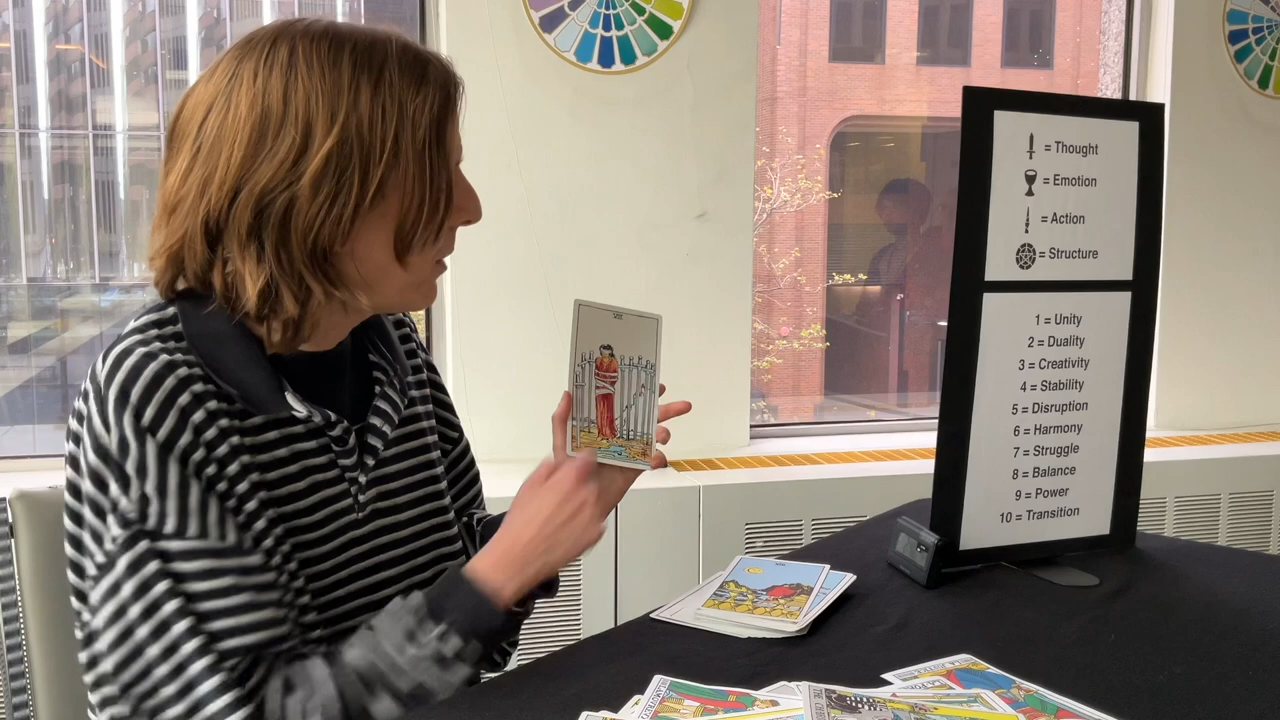 VIII
= Thought
= Emotion
= Action
= Structure
1 = Unity
2 = Duality
3 = Creativity
4 = Stability
5 = Disruption
6 = Harmony
7 = Struggle
8 = Balance
9 = Power
10 = Transition